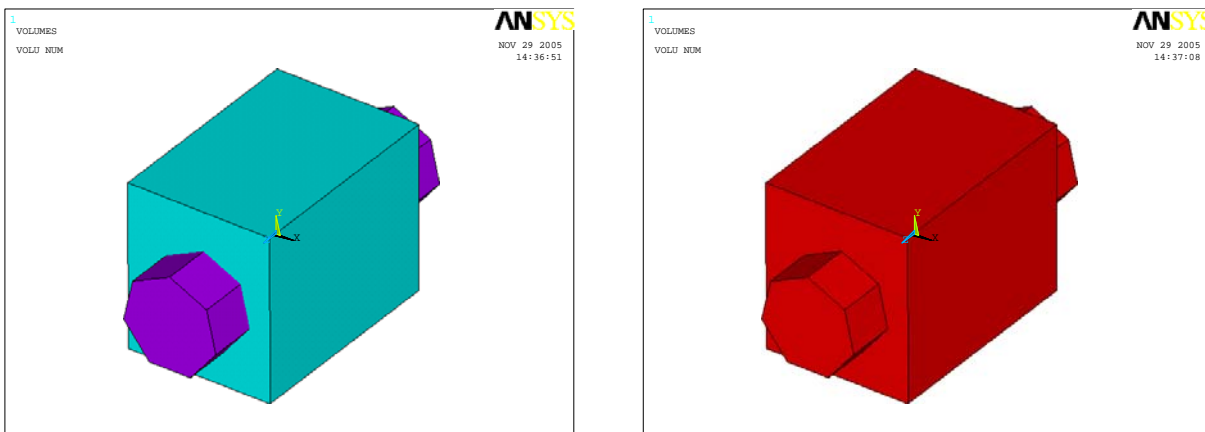 1
VOLUMES
VOLU NUM
ANSYS
NOV 29 2005
14:36:51
Y
X
1
VOLUMES
VOLU NUM
ANSYS
NOV 29 2005
14:37:08
Y
Z
X